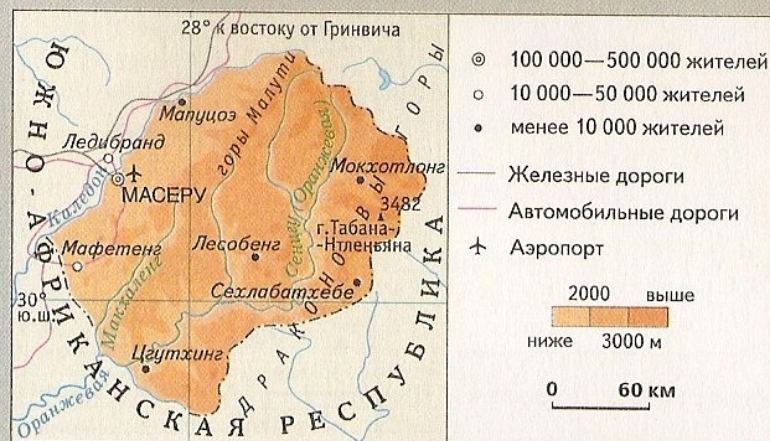 28° к востоку от Гринвича
ЮЖНО-АФРИКАНСКАЯ РЕСПУБЛИКА
горы Малути
Мапуцоэ
Ледибранд
МАСЕРУ
Каледон
Мокхотлонг
3482
г.Табана-
-Нтленьяна
Сенгу (Оранжевая)
Мафетенг
Лесобенг
Макхаленг
Сехлабатхебе
30°
ю.ш.
Цгутхинг
Оранжевая
ДРАКОНОВЫ ГОРЫ
100 000—500 000 жителей
10 000—50 000 жителей
менее 10 000 жителей
Железные дороги
Автомобильные дороги
Аэропорт
2000 выше
ниже 3000 м
0 60 км